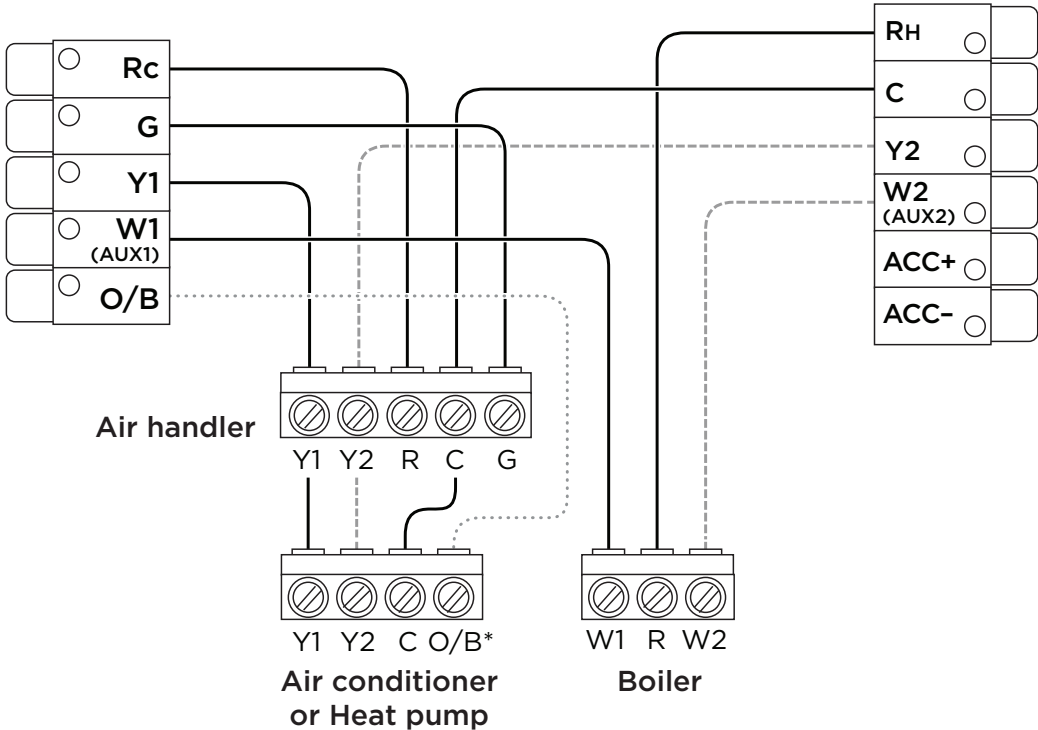 Rc
G
Y1
W1
(AUX1)
O/B
RH
C
Y2
W2
(AUX2)
ACC+
ACC-
Air handler
Y1 Y2 R C G
Y1 Y2 C O/B*
Air conditioner
or Heat pump
W1 R W2
Boiler